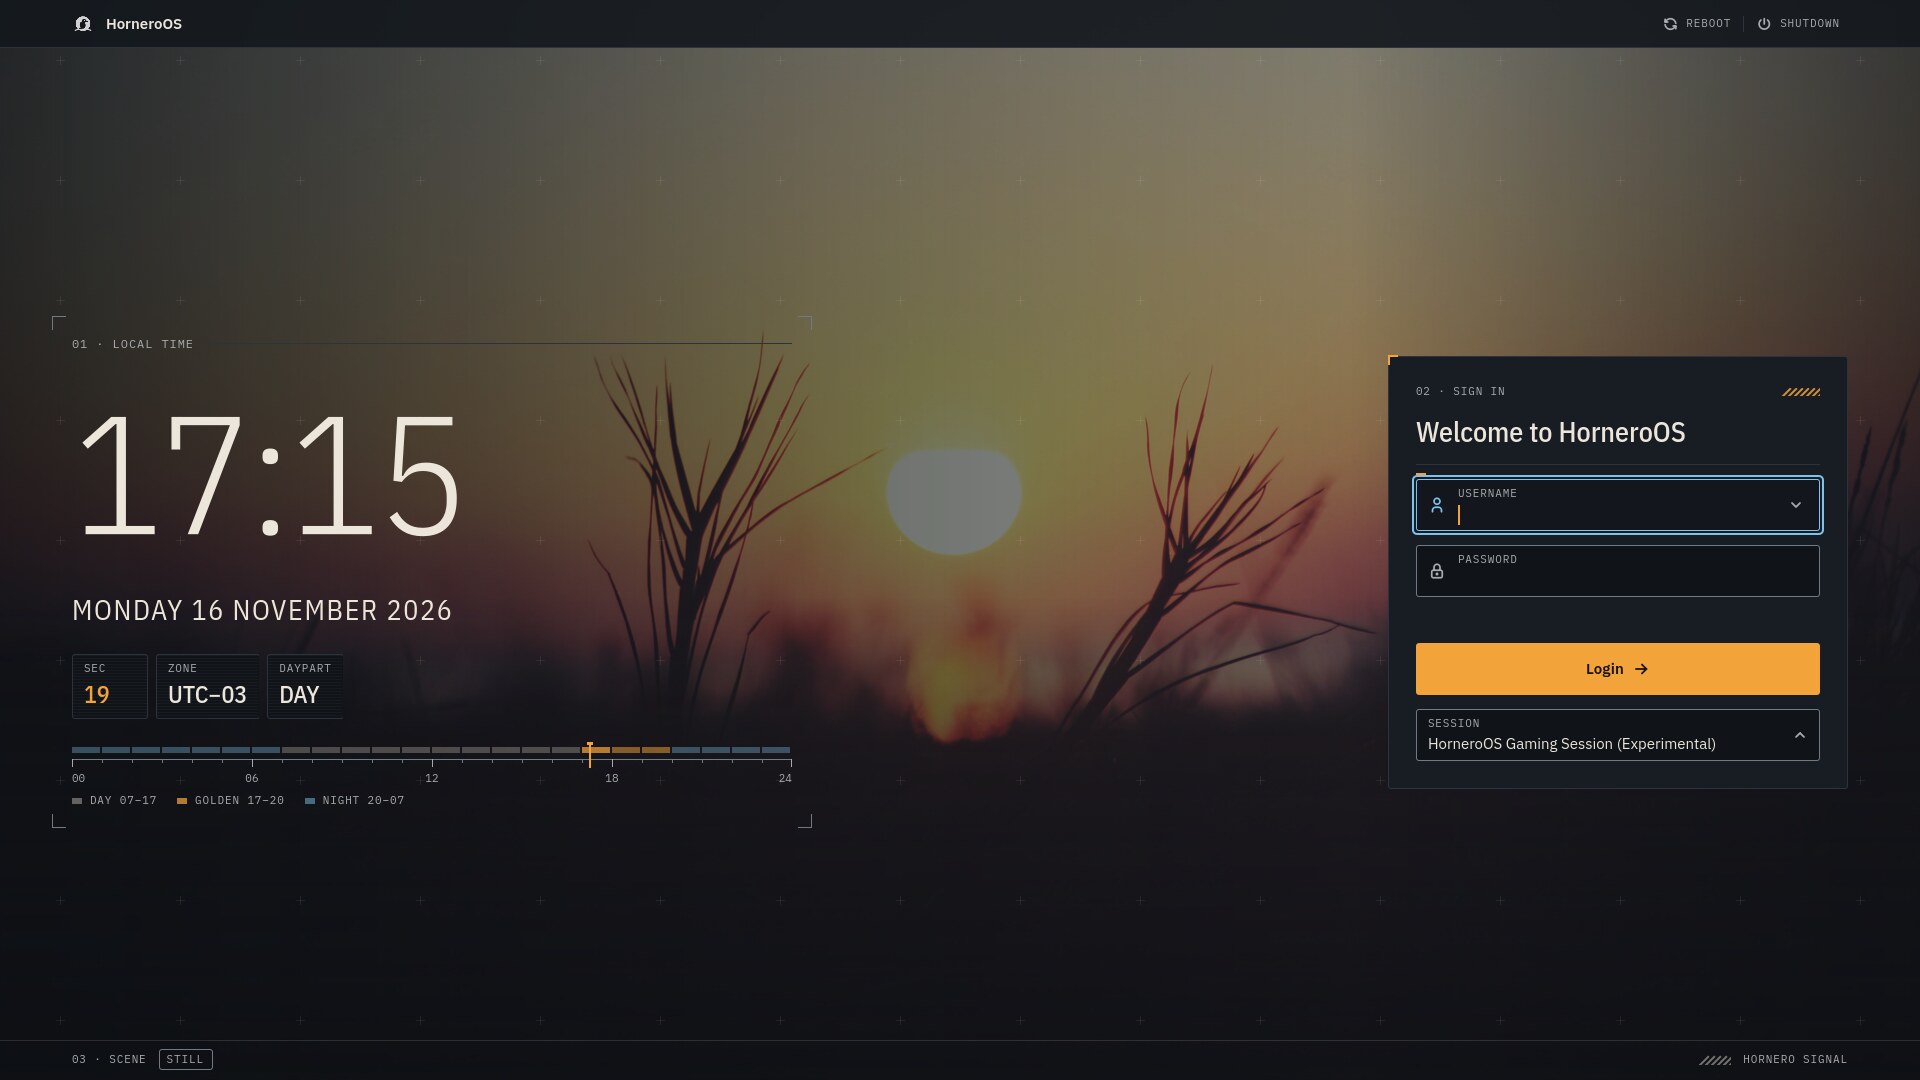 HorneroOS
REBOOT
SHUTDOWN
01 · LOCAL TIME
17:15
MONDAY 16 NOVEMBER 2026
SEC
19
ZONE
UTC−03
DAYPART
DAY
00 06 12 18 24
DAY 07–17 GOLDEN 17–20 NIGHT 20–07
02 · SIGN IN
Welcome to HorneroOS
USERNAME
PASSWORD
Login →
SESSION
HorneroOS Gaming Session (Experimental)
03 · SCENE STILL
HORNERO SIGNAL